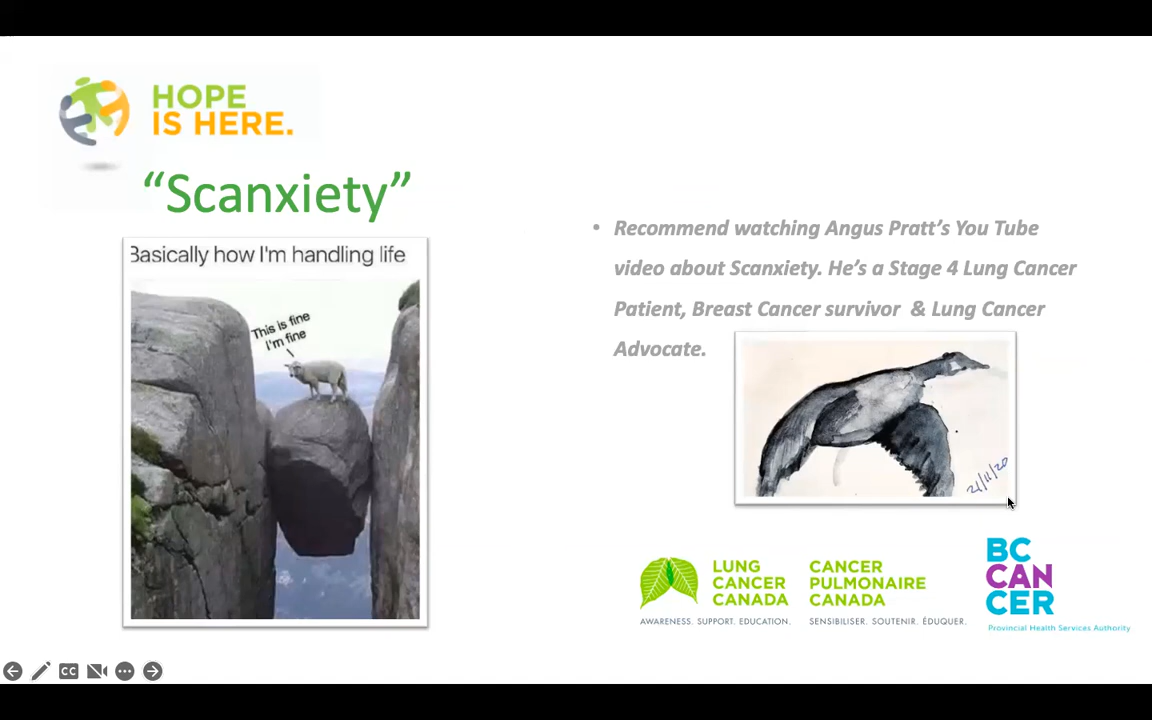 HOPE
IS HERE.
“Scanxiety”
Basically how I'm handling life
This is fine
I'm fine
• Recommend watching Angus Pratt’s You Tube
video about Scanxiety. He’s a Stage 4 Lung Cancer
Patient, Breast Cancer survivor & Lung Cancer
Advocate.
21/11/20
LUNG
CANCER
CANADA
AWARENESS. SUPPORT. EDUCATION.
CANCER
PULMONAIRE
CANADA
SENSIBILISER. SOUTENIR. ÉDUQUER.
BC
CAN
CER
Provincial Health Services Authority
CC